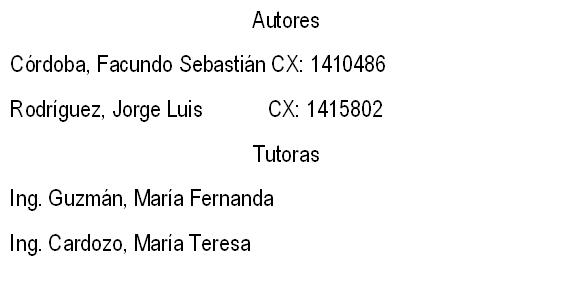 Autores
Córdoba, Facundo Sebastián CX: 1410486
Rodríguez, Jorge Luis CX: 1415802
Tutoras
Ing. Guzmán, María Fernanda
Ing. Cardozo, María Teresa